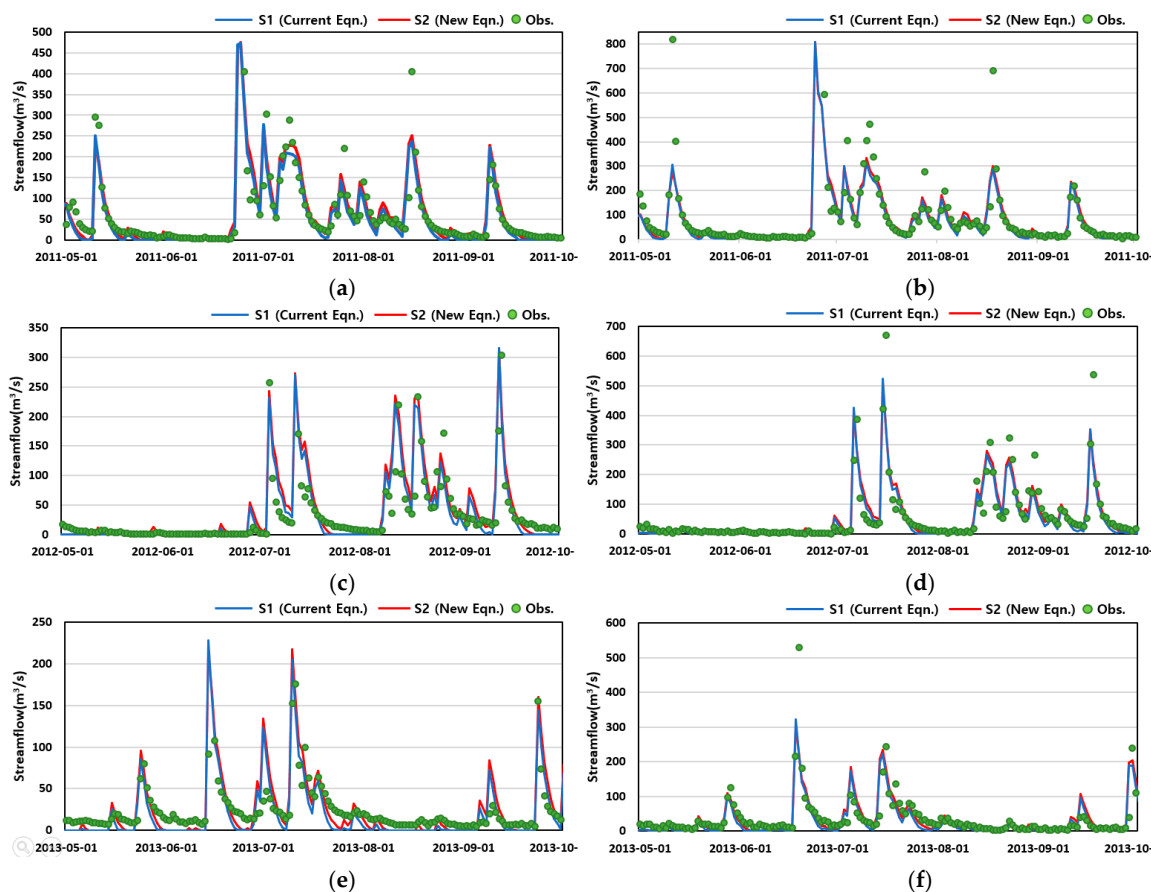 S1 (Current Eqn.) S2 (New Eqn.) Obs.
Streamflow(m³/s)
500
450
400
350
300
250
200
150
100
50
0
2011-05-01 2011-06-01 2011-07-01 2011-08-01 2011-09-01 2011-10-
(a)
S1 (Current Eqn.) S2 (New Eqn.) Obs.
Streamflow(m³/s)
800
700
600
500
400
300
200
100
0
2011-05-01 2011-06-01 2011-07-01 2011-08-01 2011-09-01 2011-10-
(b)
S1 (Current Eqn.) S2 (New Eqn.) Obs.
Streamflow(m³/s)
350
300
250
200
150
100
50
0
2012-05-01 2012-06-01 2012-07-01 2012-08-01 2012-09-01 2012-10-
(c)
S1 (Current Eqn.) S2 (New Eqn.) Obs.
Streamflow(m³/s)
700
600
500
400
300
200
100
0
2012-05-01 2012-06-01 2012-07-01 2012-08-01 2012-09-01 2012-10-
(d)
S1 (Current Eqn.) S2 (New Eqn.) Obs.
Streamflow(m³/s)
250
200
150
100
50
0
2013-05-01 2013-06-01 2013-07-01 2013-08-01 2013-09-01 2013-10-
(e)
S1 (Current Eqn.) S2 (New Eqn.) Obs.
Streamflow(m³/s)
600
500
400
300
200
100
0
2013-05-01 2013-06-01 2013-07-01 2013-08-01 2013-09-01 2013-10-
(f)